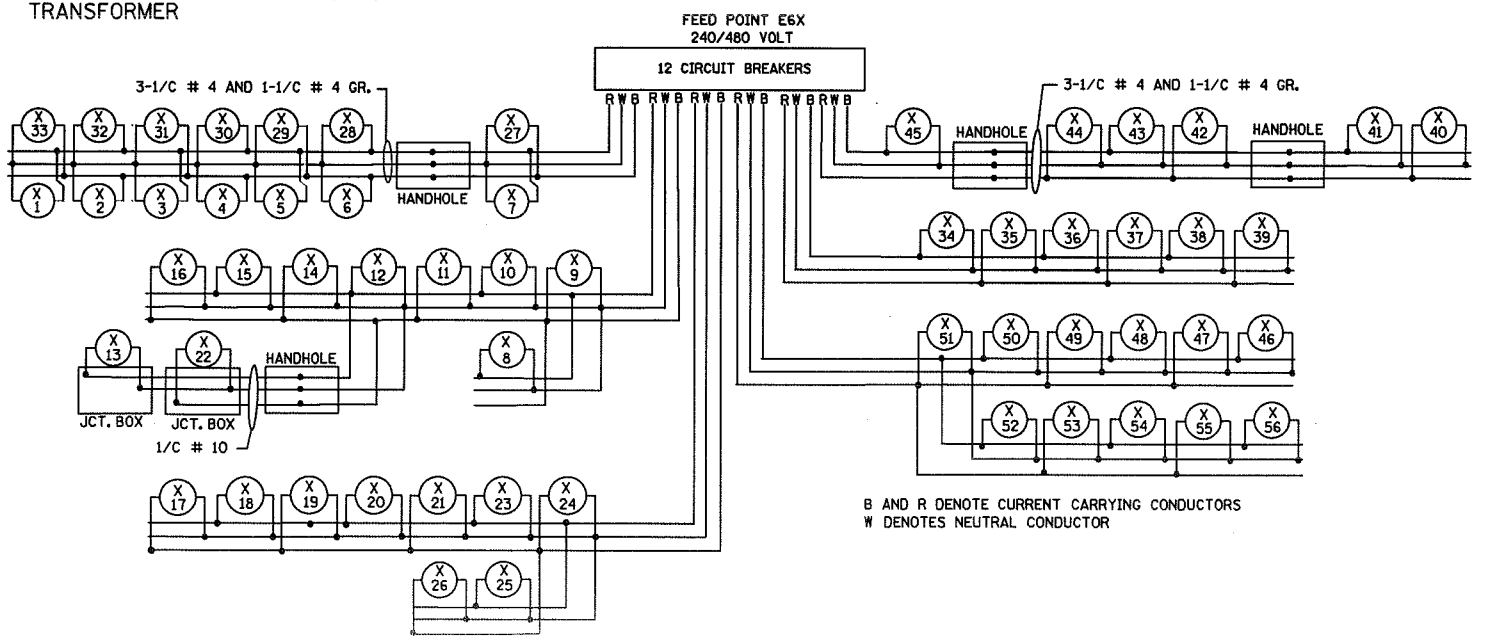 TRANSFORMER
FEED POINT E6X
240/480 VOLT
12 CIRCUIT BREAKERS
R W B R W B R W B R W B R W B R W B
3-1/C # 4 AND 1-1/C # 4 GR.
3-1/C # 4 AND 1-1/C # 4 GR.
X 33 X 32 X 31 X 30 X 29 X 28 X 27
HANDHOLE
X 1 X 2 X 3 X 4 X 5 X 6 X 7
X 45 HANDHOLE X 44 X 43 X 42 HANDHOLE X 41 X 40
X 34 X 35 X 36 X 37 X 38 X 39
X 16 X 15 X 14 X 12 X 11 X 10 X 9
X 13 X 22 HANDHOLE X 8
JCT. BOX JCT. BOX
1/C # 10
X 51 X 50 X 49 X 48 X 47 X 46
X 52 X 53 X 54 X 55 X 56
X 17 X 18 X 19 X 20 X 21 X 23 X 24
X 26 X 25
B AND R DENOTE CURRENT CARRYING CONDUCTORS
W DENOTES NEUTRAL CONDUCTOR